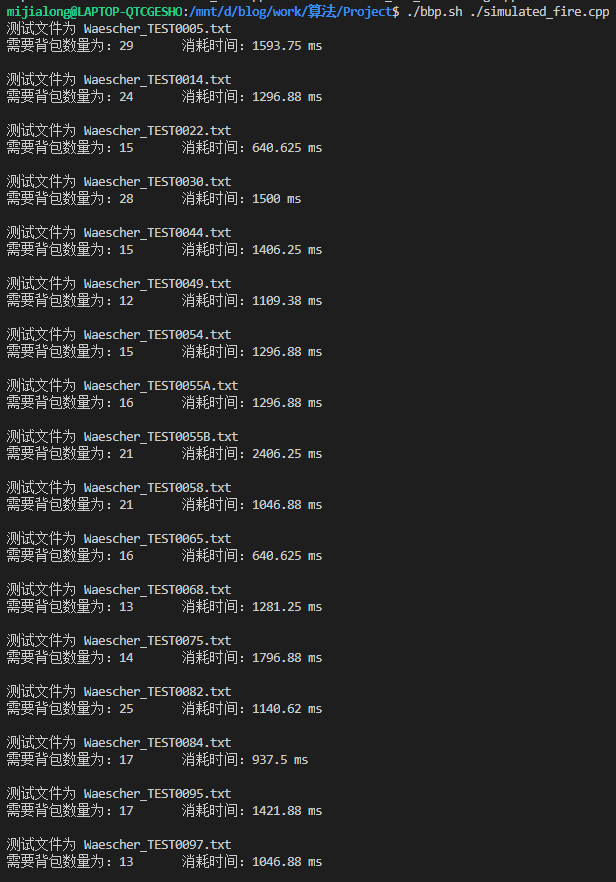 mijialong@LAPTOP-QTCGESHO:/mnt/d/blog/work/算法/Project$ ./bbp.sh ./simulated_fire.cpp
测试文件为 Waescher_TEST0005.txt
需要背包数量为: 29 消耗时间: 1593.75 ms
测试文件为 Waescher_TEST0014.txt
需要背包数量为: 24 消耗时间: 1296.88 ms
测试文件为 Waescher_TEST0022.txt
需要背包数量为: 15 消耗时间: 640.625 ms
测试文件为 Waescher_TEST0030.txt
需要背包数量为: 28 消耗时间: 1500 ms
测试文件为 Waescher_TEST0044.txt
需要背包数量为: 15 消耗时间: 1406.25 ms
测试文件为 Waescher_TEST0049.txt
需要背包数量为: 12 消耗时间: 1109.38 ms
测试文件为 Waescher_TEST0054.txt
需要背包数量为: 15 消耗时间: 1296.88 ms
测试文件为 Waescher_TEST0055A.txt
需要背包数量为: 16 消耗时间: 1296.88 ms
测试文件为 Waescher_TEST0055B.txt
需要背包数量为: 21 消耗时间: 2406.25 ms
测试文件为 Waescher_TEST0058.txt
需要背包数量为: 21 消耗时间: 1046.88 ms
测试文件为 Waescher_TEST0065.txt
需要背包数量为: 16 消耗时间: 640.625 ms
测试文件为 Waescher_TEST0068.txt
需要背包数量为: 13 消耗时间: 1281.25 ms
测试文件为 Waescher_TEST0075.txt
需要背包数量为: 14 消耗时间: 1796.88 ms
测试文件为 Waescher_TEST0082.txt
需要背包数量为: 25 消耗时间: 1140.62 ms
测试文件为 Waescher_TEST0084.txt
需要背包数量为: 17 消耗时间: 937.5 ms
测试文件为 Waescher_TEST0095.txt
需要背包数量为: 17 消耗时间: 1421.88 ms
测试文件为 Waescher_TEST0097.txt
需要背包数量为: 13 消耗时间: 1046.88 ms